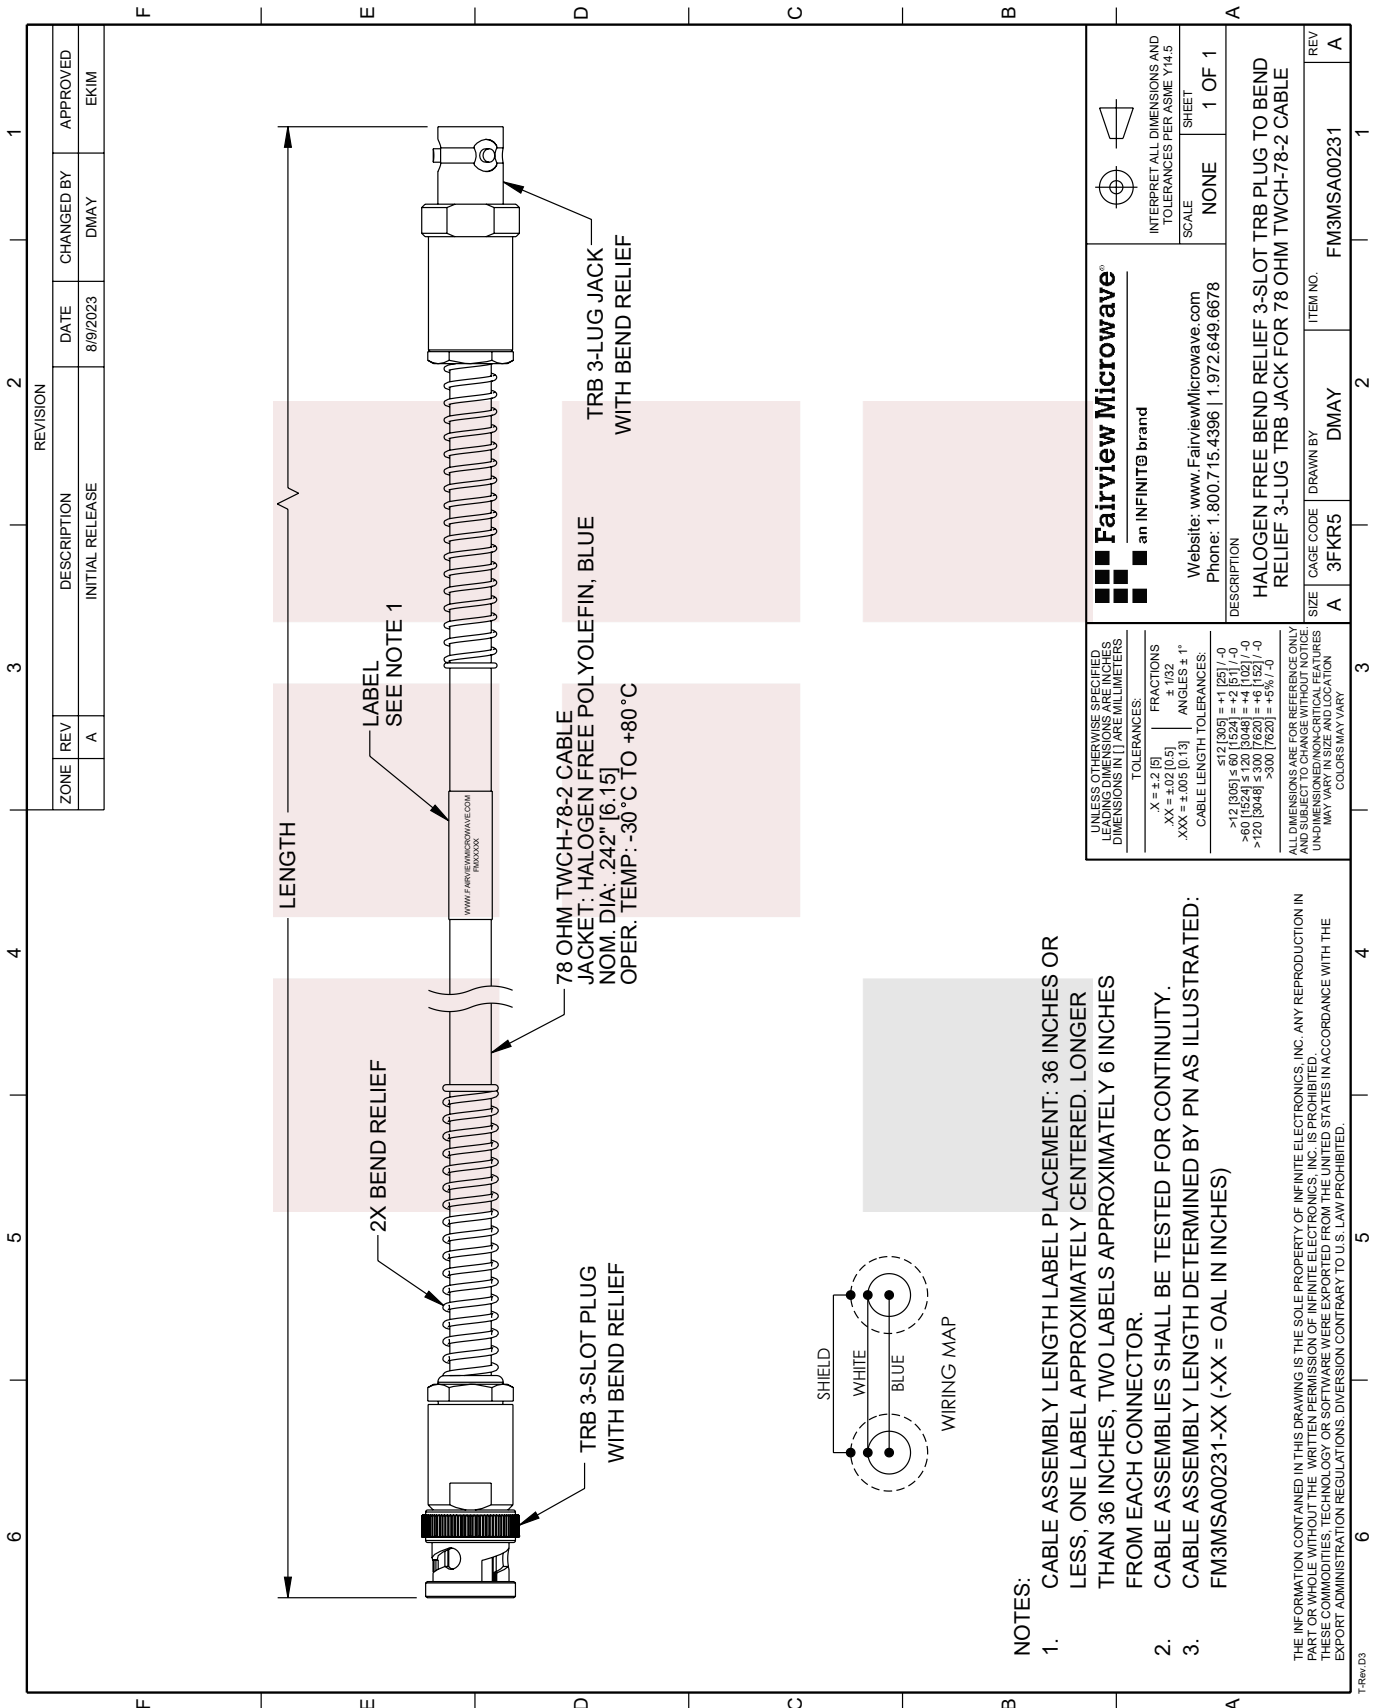 REVISION
ZONE REV DESCRIPTION DATE CHANGED BY APPROVED
A INITIAL RELEASE 8/9/2023 DMAY EKIM
6 5 4 3 2 1
F
E
D
C
B
A
LENGTH
2X BEND RELIEF
LABEL
SEE NOTE 1
WWW.FAIRVIEWMICROWAVE.COM
FMXXXXX
TRB 3-SLOT PLUG
WITH BEND RELIEF
78 OHM TWCH-78-2 CABLE
JACKET: HALOGEN FREE POLYOLEFIN, BLUE
NOM. DIA: .242" [6.15]
OPER. TEMP: -30°C TO +80°C
TRB 3-LUG JACK
WITH BEND RELIEF
SHIELD
WHITE
BLUE
WIRING MAP
NOTES:
1. CABLE ASSEMBLY LENGTH LABEL PLACEMENT: 36 INCHES OR
LESS, ONE LABEL APPROXIMATELY CENTERED. LONGER
THAN 36 INCHES, TWO LABELS APPROXIMATELY 6 INCHES
FROM EACH CONNECTOR.
2. CABLE ASSEMBLIES SHALL BE TESTED FOR CONTINUITY.
3. CABLE ASSEMBLY LENGTH DETERMINED BY PN AS ILLUSTRATED:
FM3MSA00231-XX (-XX = OAL IN INCHES)
THE INFORMATION CONTAINED IN THIS DRAWING IS THE SOLE PROPERTY OF INFINITE ELECTRONICS, INC. ANY REPRODUCTION IN
PART OR WHOLE WITHOUT THE WRITTEN PERMISSION OF INFINITE ELECTRONICS, INC. IS PROHIBITED.
THESE COMMODITIES, TECHNOLOGY OR SOFTWARE WERE EXPORTED FROM THE UNITED STATES IN ACCORDANCE WITH THE
EXPORT ADMINISTRATION REGULATIONS. DIVERSION CONTRARY TO U.S. LAW PROHIBITED.
UNLESS OTHERWISE SPECIFIED
LEADING DIMENSIONS ARE INCHES
DIMENSIONS IN [ ] ARE MILLIMETERS
TOLERANCES:
.X = ±.2 [5] FRACTIONS
.XX = ±.02 [0.5] ± 1/32
.XXX = ±.005 [0.13] ANGLES ± 1°
CABLE LENGTH TOLERANCES:
≤12 [305] = +1 [25] / -0
>12 [305] ≤ 60 [1524] = +2 [51] / -0
>60 [1524] ≤ 120 [3048] = +4 [102] / -0
>120 [3048] ≤ 300 [7620] = +6 [152] / -0
>300 [7620] = +5% / -0
ALL DIMENSIONS ARE FOR REFERENCE ONLY
AND SUBJECT TO CHANGE WITHOUT NOTICE.
UN-DIMENSIONED/NON-CRITICAL FEATURES
MAY VARY IN SIZE AND LOCATION
COLORS MAY VARY
Fairview Microwave®
an INFINIT℮ brand
Website: www.FairviewMicrowave.com
Phone: 1.800.715.4396 | 1.972.649.6678
INTERPRET ALL DIMENSIONS AND
TOLERANCES PER ASME Y14.5
SCALE NONE
SHEET 1 OF 1
DESCRIPTION
HALOGEN FREE BEND RELIEF 3-SLOT TRB PLUG TO BEND
RELIEF 3-LUG TRB JACK FOR 78 OHM TWCH-78-2 CABLE
SIZE A
CAGE CODE 3FKR5
DRAWN BY DMAY
ITEM NO. FM3MSA00231
REV A
6 5 4 3 2 1
F
E
D
C
B
A
T-Rev.D3